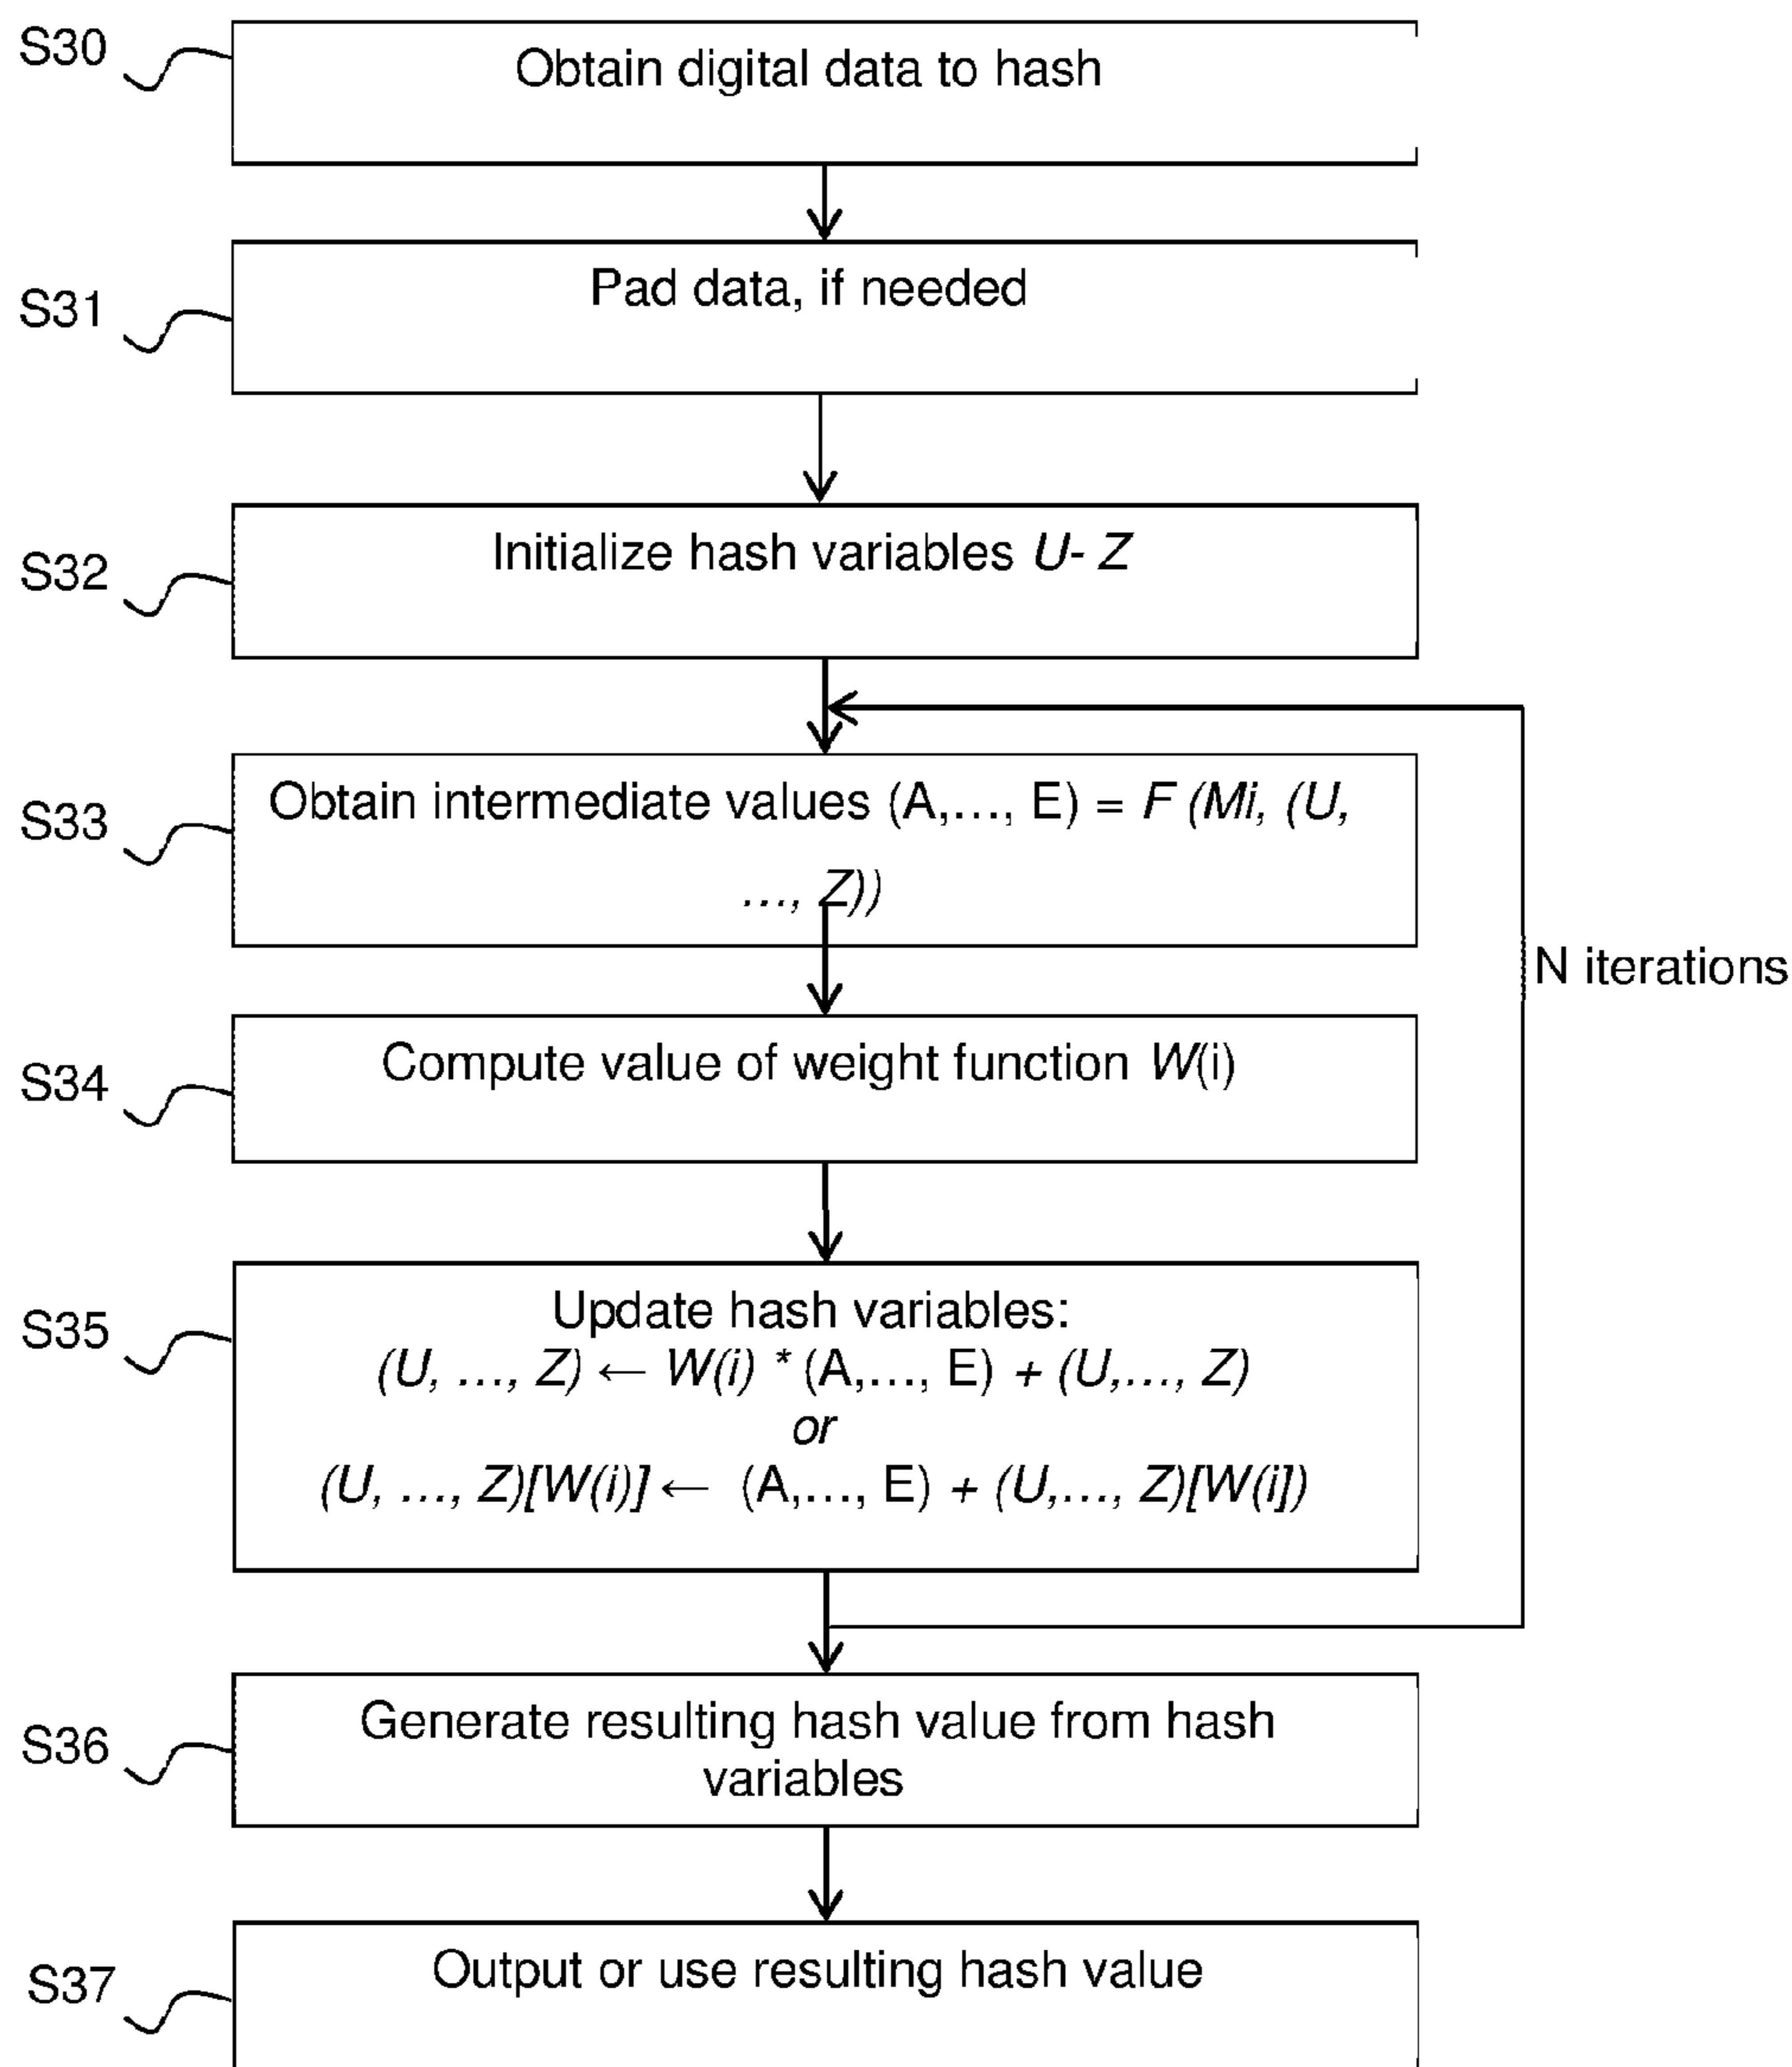 S30
Obtain digital data to hash
S31
Pad data, if needed
S32
Initialize hash variables U- Z
S33
Obtain intermediate values (A,…, E) = F (Mi, (U,
…, Z))
N iterations
S34
Compute value of weight function W(i)
S35
Update hash variables:
(U, …, Z) ← W(i) * (A,…, E) + (U,…, Z)
or
(U, …, Z)[W(i)] ← (A,…, E) + (U,…, Z)[W(i])
S36
Generate resulting hash value from hash
variables
S37
Output or use resulting hash value